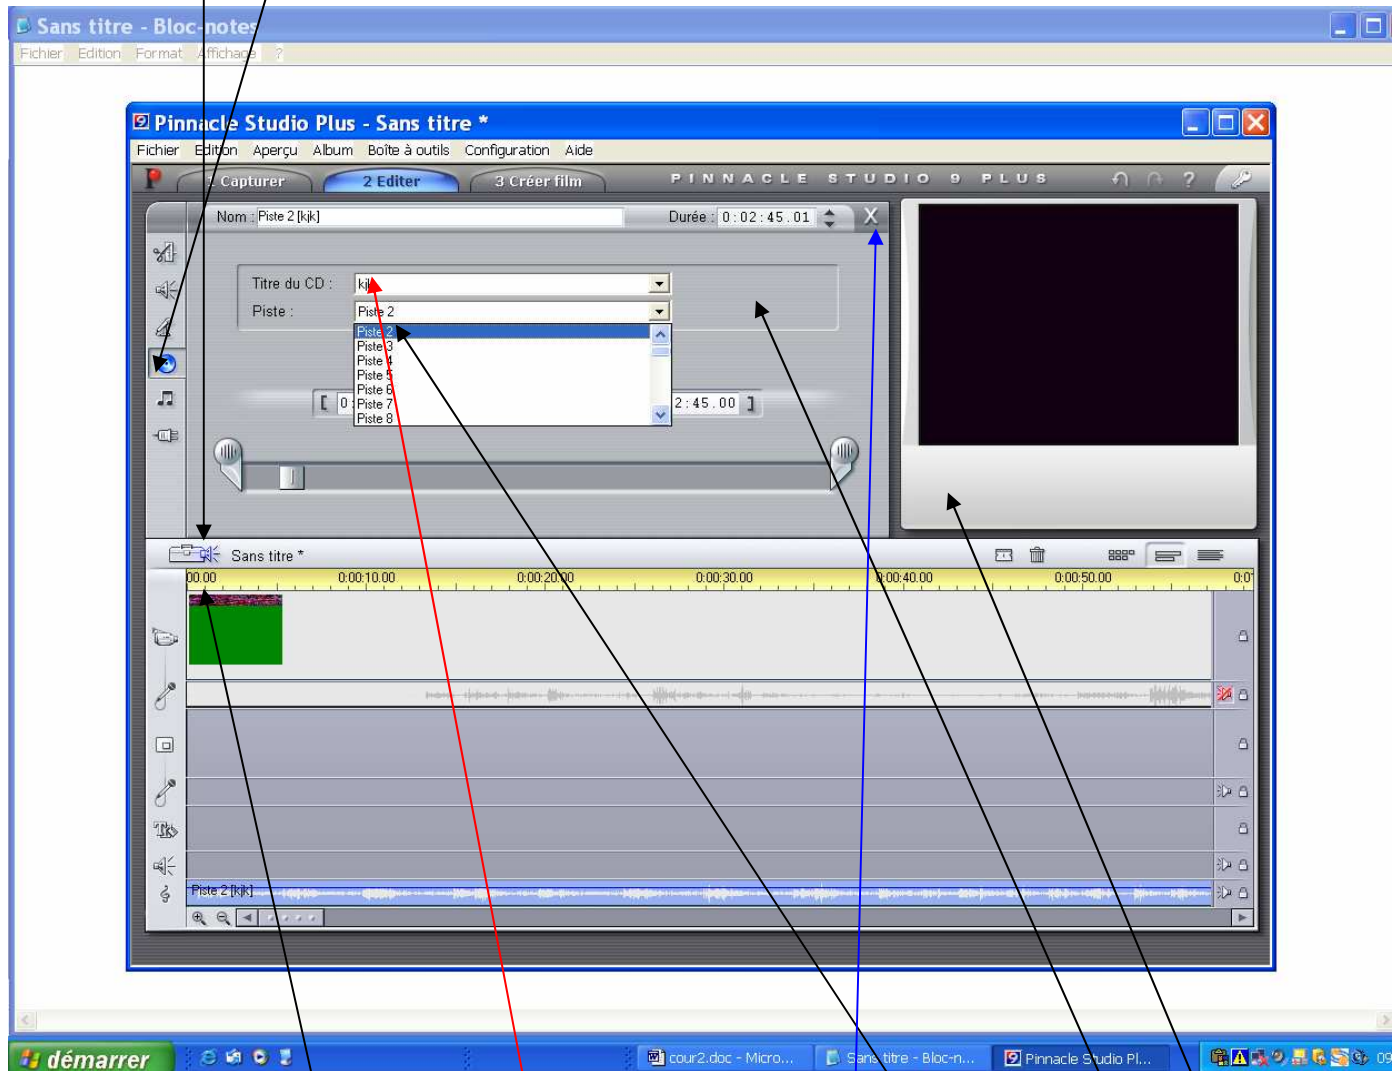 Sans titre - Bloc-notes
Fichier Edition Format Affichage ?
Pinnacle Studio Plus - Sans titre *
Fichier Edition Aperçu Album Boîte à outils Configuration Aide
1 Capturer 2 Editer 3 Créer film PINNACLE STUDIO 9 PLUS ?
Nom : Piste 2 [kjk] Durée : 0:02:45.01 X
Titre du CD : kjk
Piste : Piste 2
Piste 2
Piste 3
Piste 4
Piste 5
Piste 6
[ 0: Piste 7 2:45.00 ]
Piste 8
Sans titre *
00.00 0:00:10.00 0:00:20.00 0:00:30.00 0:00:40.00 0:00:50.00 0:0
Piste 2 [kjk]
démarrer cour2.doc - Micro... Sans titre - Bloc-n... Pinnacle Studio Pl... 09